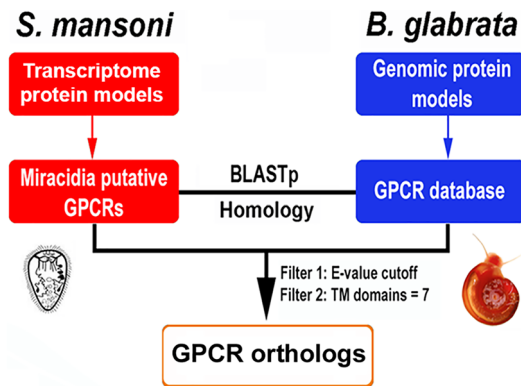 S. mansoni
B. glabrata
Transcriptome
protein models
Genomic protein
models
Miracidia putative
GPCRs
BLASTp
Homology
GPCR database
Filter 1: E-value cutoff
Filter 2: TM domains = 7
GPCR orthologs